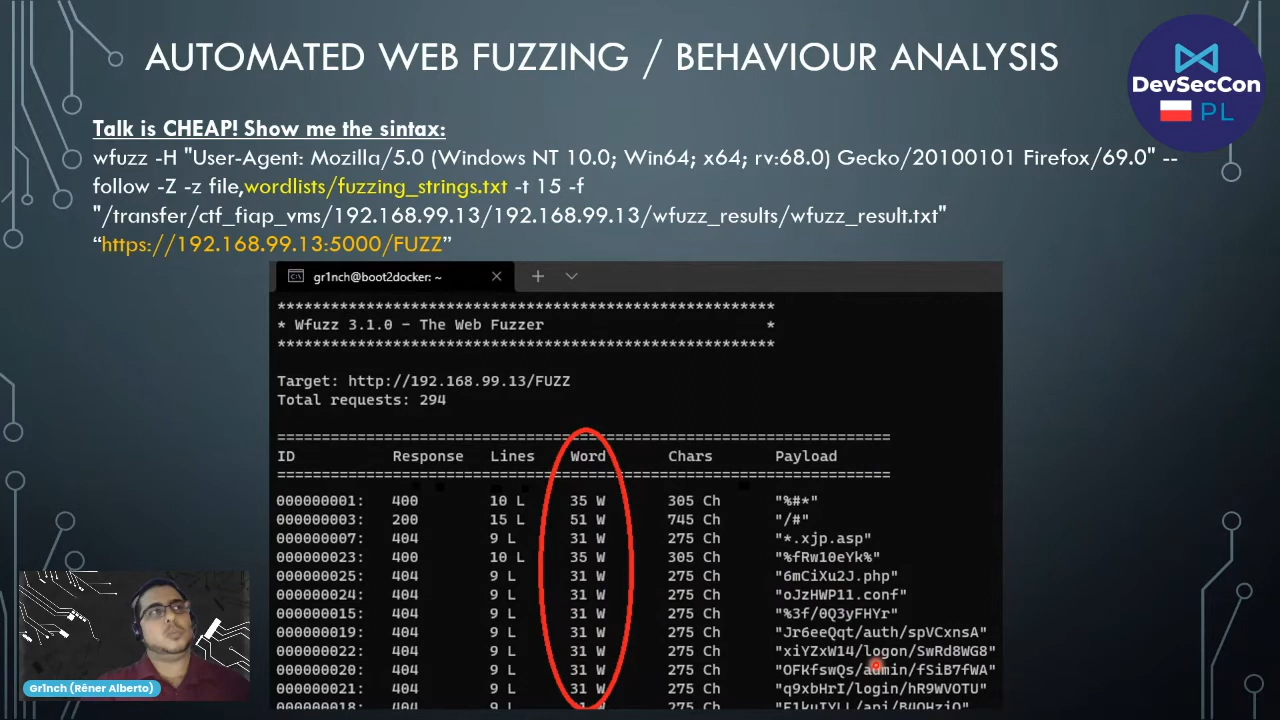 AUTOMATED WEB FUZZING / BEHAVIOUR ANALYSIS
DevSecCon
PL
Talk is CHEAP! Show me the sintax:
wfuzz -H "User-Agent: Mozilla/5.0 (Windows NT 10.0; Win64; x64; rv:68.0) Gecko/20100101 Firefox/69.0" --
follow -Z -z file,wordlists/fuzzing_strings.txt -t 15 -f
"/transfer/ctf_fiap_vms/192.168.99.13/192.168.99.13/wfuzz_results/wfuzz_result.txt"
“https://192.168.99.13:5000/FUZZ”
gr1nch@boot2docker: ~
********************************************************
* Wfuzz 3.1.0 - The Web Fuzzer *
********************************************************
Target: http://192.168.99.13/FUZZ
Total requests: 294
=====================================================================
ID Response Lines Word Chars Payload
=====================================================================
000000001: 400 10 L 35 W 305 Ch "%#*"
000000003: 200 15 L 51 W 745 Ch "/#"
000000007: 404 9 L 31 W 275 Ch "*.xjp.asp"
000000023: 400 10 L 35 W 305 Ch "%fRw10eYk%"
000000025: 404 9 L 31 W 275 Ch "6mCiXu2J.php"
000000024: 404 9 L 31 W 275 Ch "oJzHWP11.conf"
000000015: 404 9 L 31 W 275 Ch "%3f/0Q3yFHYr"
000000019: 404 9 L 31 W 275 Ch "Jr6eeQqt/auth/spVCxnsA"
000000022: 404 9 L 31 W 275 Ch "xiYZxW14/logon/SwRd8WG8"
000000020: 404 9 L 31 W 275 Ch "OFKfswQs/admin/fSiB7fWA"
000000021: 404 9 L 31 W 275 Ch "q9xbHrI/login/hR9WVOTU"
000000018: 404 9 L 31 W 275 Ch
Gr1nch (Rêner Alberto)